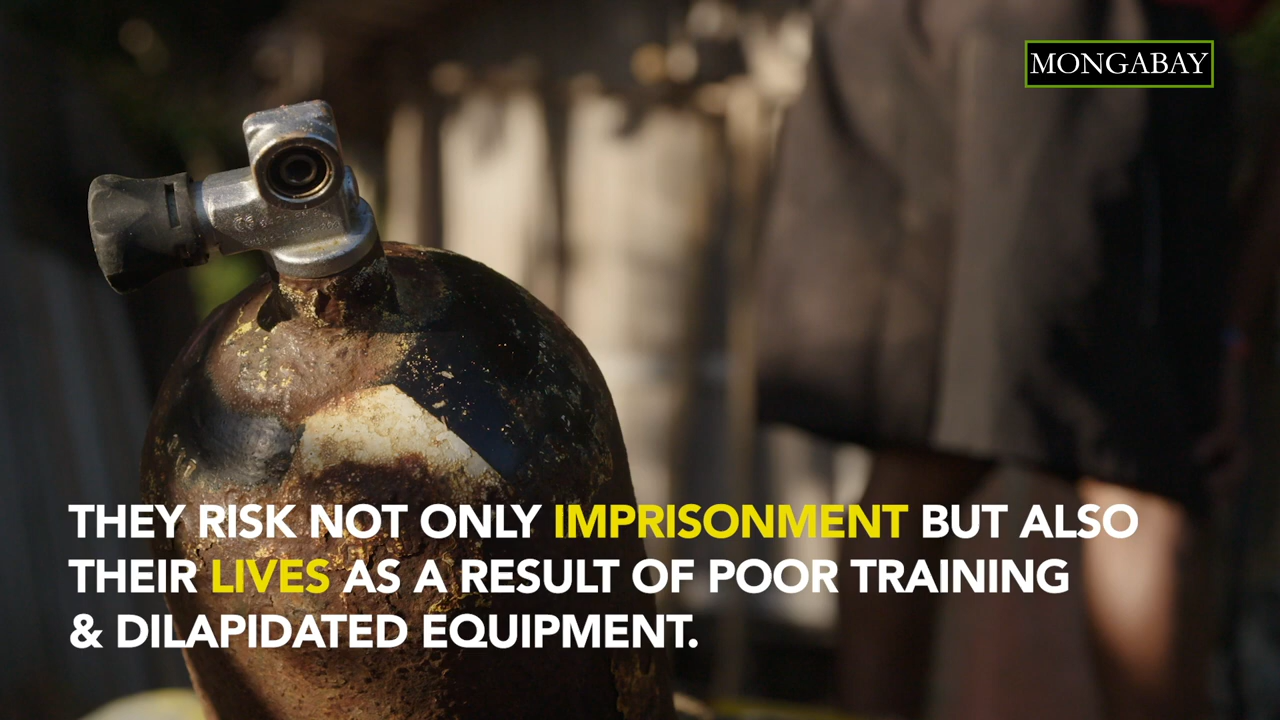 MONGABAY
THEY RISK NOT ONLY IMPRISONMENT BUT ALSO
THEIR LIVES AS A RESULT OF POOR TRAINING
& DILAPIDATED EQUIPMENT.